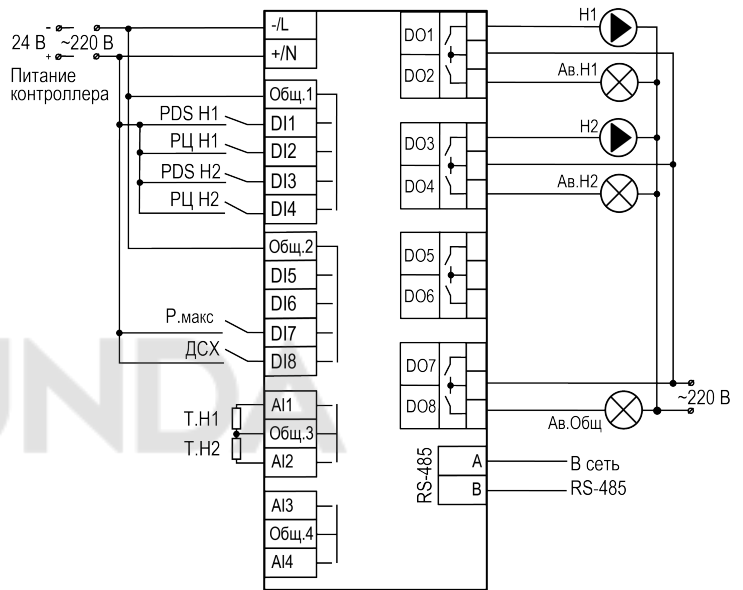 -
24 В ~220 В
+
Питание
контроллера
-/L
+/N
Общ.1
PDS Н1
DI1
РЦ Н1
DI2
PDS Н2
DI3
РЦ Н2
DI4
Общ.2
DI5
DI6
Р.макс
DI7
ДСХ
DI8
Т.Н1
AI1
Общ.3
Т.Н2
AI2
AI3
Общ.4
AI4
DO1
Н1
DO2
Ав.Н1
DO3
Н2
DO4
Ав.Н2
DO5
DO6
DO7
DO8
Ав.Общ
~220 В
RS-485
A
В сеть
B
RS-485
UNDA